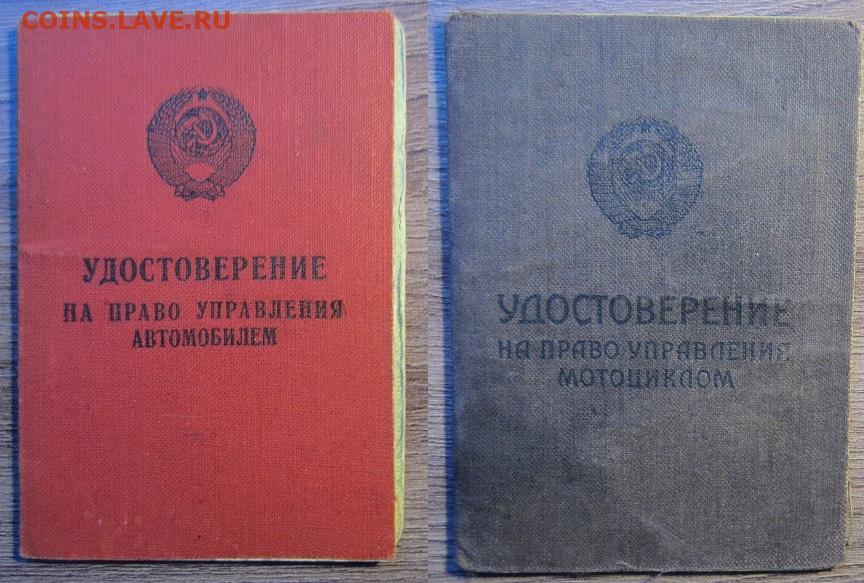 COINS.LAVE.RU
УДОСТОВЕРЕНИЕ
НА ПРАВО УПРАВЛЕНИЯ
АВТОМОБИЛЕМ
УДОСТОВЕРЕНИЕ
НА ПРАВО УПРАВЛЕНИЯ
МОТОЦИКЛОМ